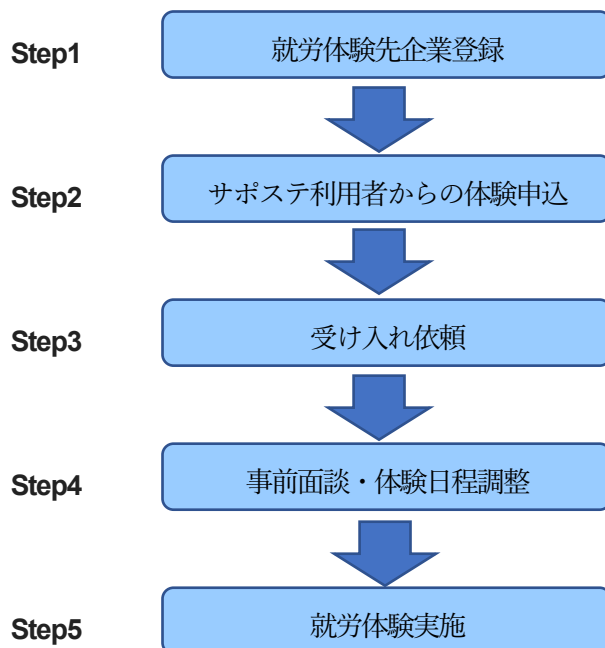 Step1 就労体験先企業登録
Step2 サポステ利用者からの体験申込
Step3 受け入れ依頼
Step4 事前面談・体験日程調整
Step5 就労体験実施